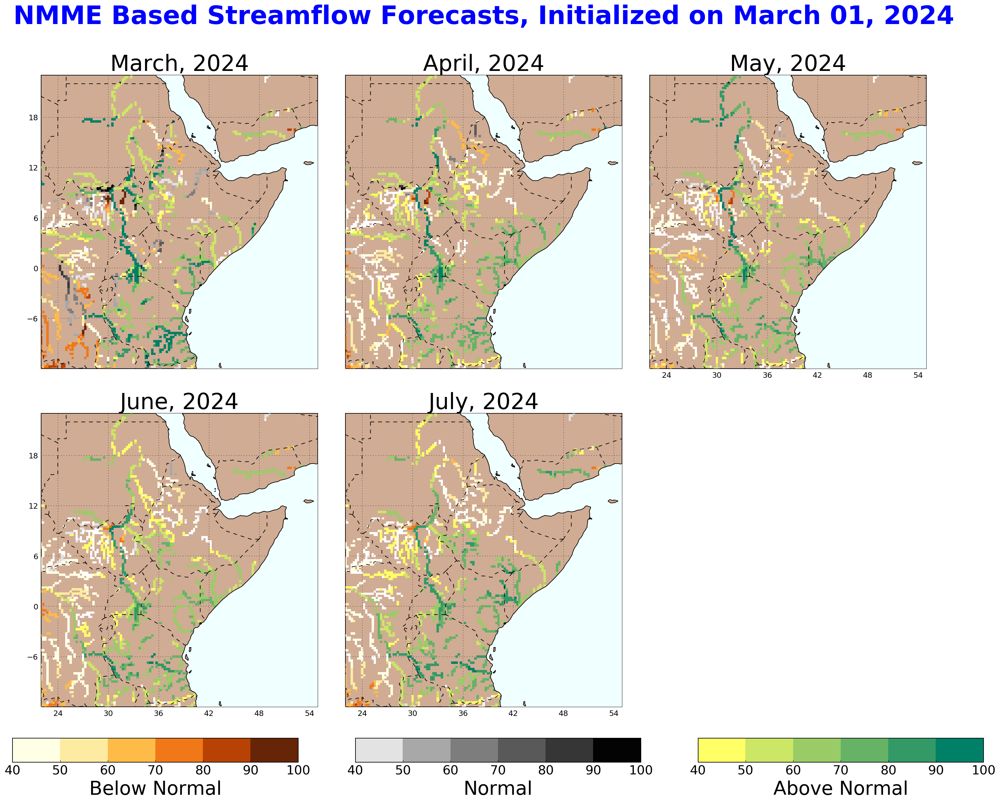 NMME Based Streamflow Forecasts, Initialized on March 01, 2024
March, 2024
April, 2024
May, 2024
18
12
6
0
−6
24 30 36 42 48 54
June, 2024
July, 2024
18
12
6
0
−6
24 30 36 42 48 54
24 30 36 42 48 54
40 50 60 70 80 90 100
Below Normal
40 50 60 70 80 90 100
Normal
40 50 60 70 80 90 100
Above Normal